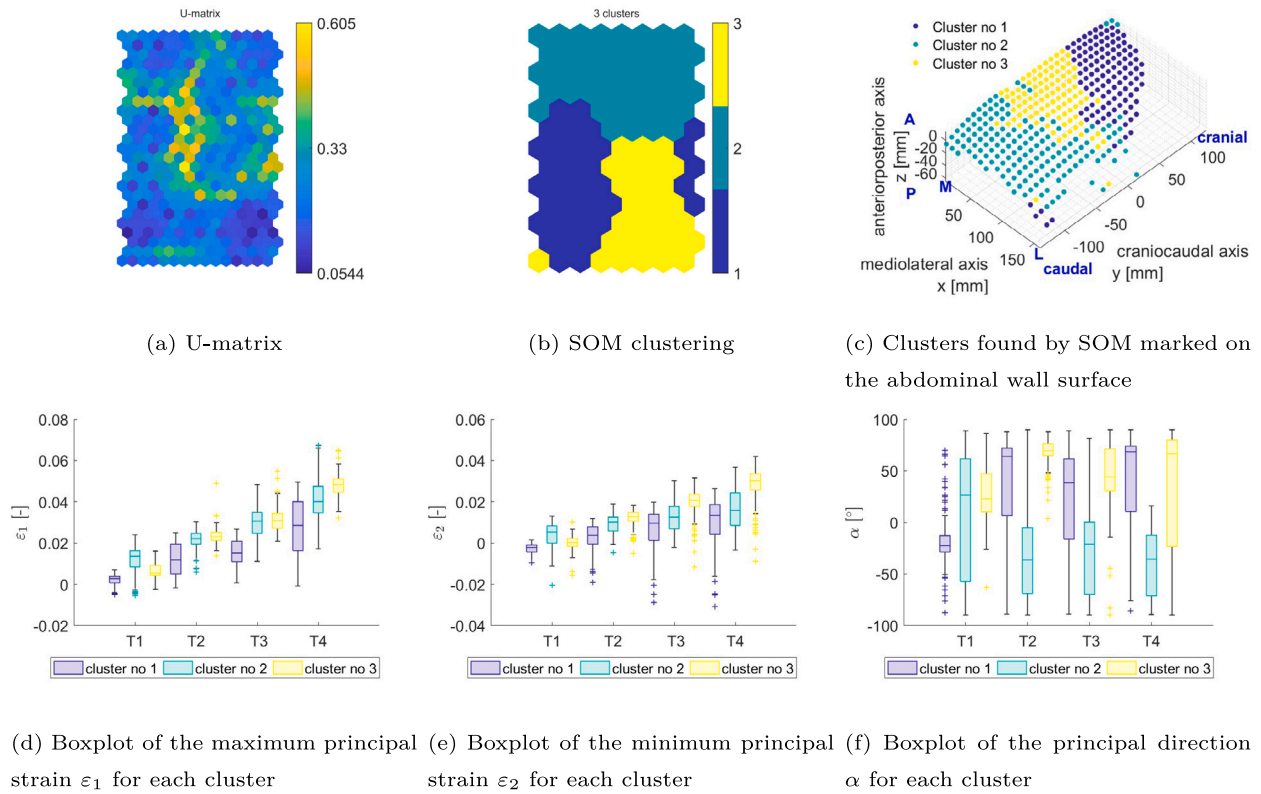 U-matrix
0.605
0.33
0.0544
3 clusters
3
2
1
Cluster no 1
Cluster no 2
Cluster no 3
A
P
M
L
caudal
cranial
anteriorposterior axis
z [mm]
0
-20
-40
-60
50
100
150
mediolateral axis
x [mm]
100
50
0
-50
-100
craniocaudal axis
y [mm]
(a) U-matrix
(b) SOM clustering
(c) Clusters found by SOM marked on
the abdominal wall surface
0.08
0.06
0.04
0.02
0
-0.02
ε1 [-]
T1 T2 T3 T4
cluster no 1 cluster no 2 cluster no 3
0.06
0.04
0.02
0
-0.02
-0.04
ε2 [-]
T1 T2 T3 T4
cluster no 1 cluster no 2 cluster no 3
100
50
0
-50
-100
α [°]
T1 T2 T3 T4
cluster no 1 cluster no 2 cluster no 3
(d) Boxplot of the maximum principal
strain ε1 for each cluster
(e) Boxplot of the minimum principal
strain ε2 for each cluster
(f) Boxplot of the principal direction
α for each cluster